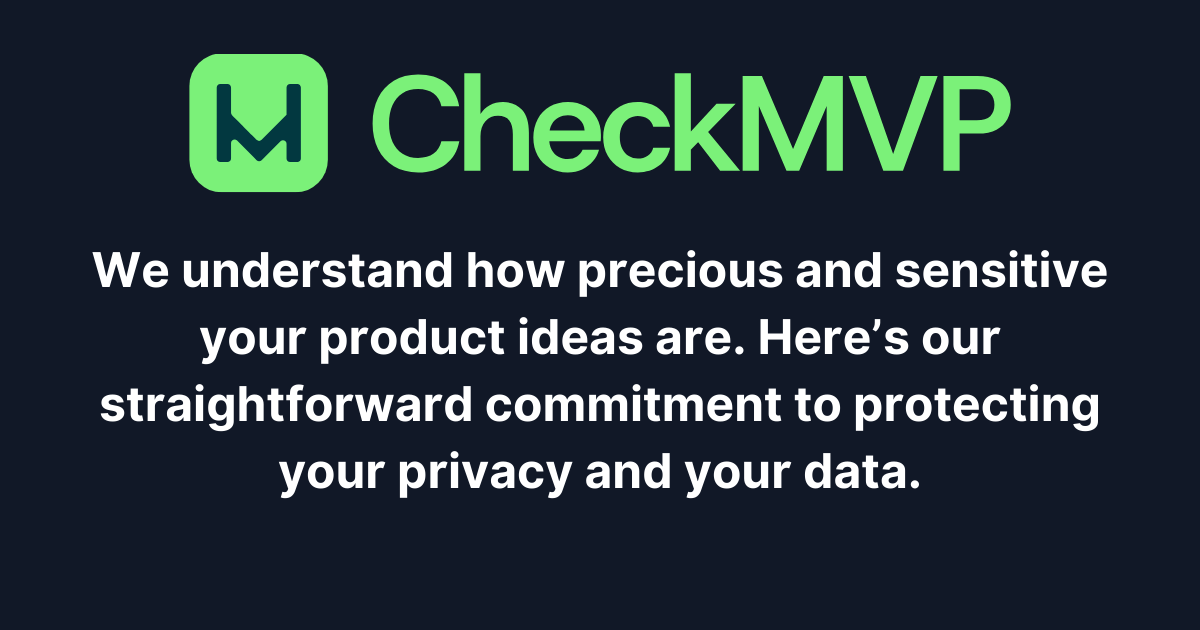 CheckMVP
We understand how precious and sensitive
your product ideas are. Here’s our
straightforward commitment to protecting
your privacy and your data.